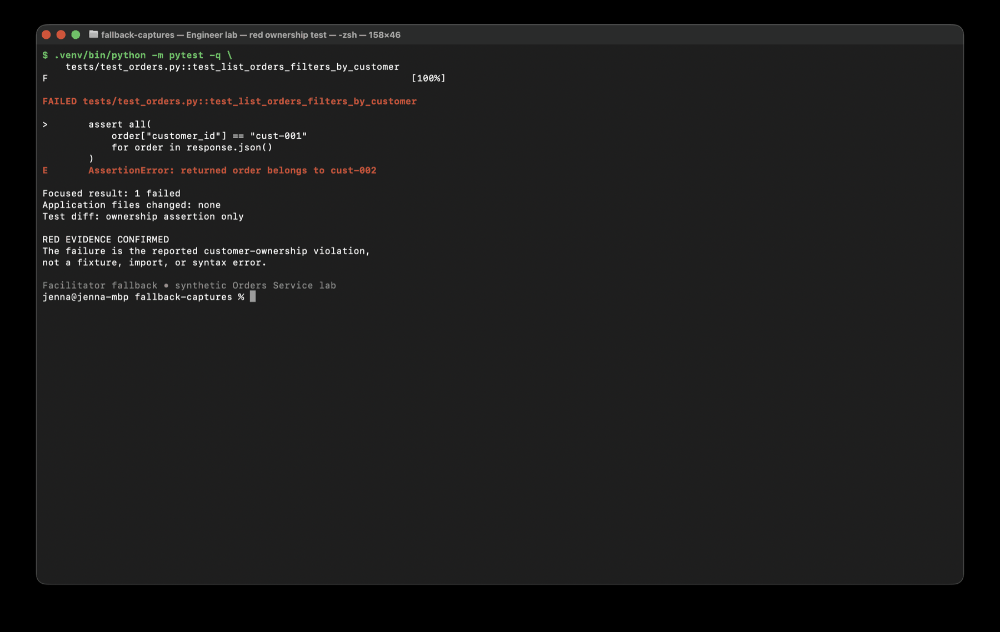 fallback-captures — Engineer lab — red ownership test — -zsh — 158×46
$ .venv/bin/python -m pytest -q \
    tests/test_orders.py::test_list_orders_filters_by_customer
F                                                               [100%]
FAILED tests/test_orders.py::test_list_orders_filters_by_customer
>       assert all(
            order["customer_id"] == "cust-001"
            for order in response.json()
        )
E       AssertionError: returned order belongs to cust-002
Focused result: 1 failed
Application files changed: none
Test diff: ownership assertion only
RED EVIDENCE CONFIRMED
The failure is the reported customer-ownership violation,
not a fixture, import, or syntax error.
Facilitator fallback • synthetic Orders Service lab
jenna@jenna-mbp fallback-captures %